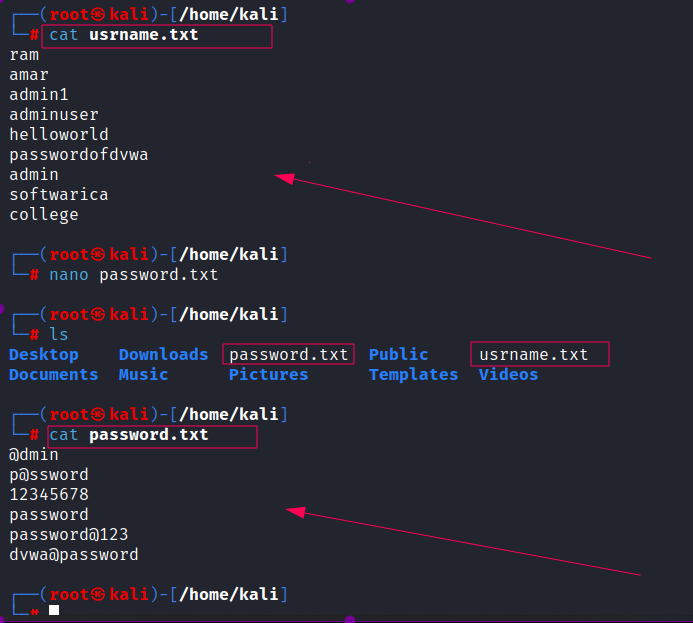 ┌──(root㉿kali)-[/home/kali]
└─# cat usrname.txt
ram
amar
admin1
adminuser
helloworld
passwordofdvwa
admin
softwarica
college
┌──(root㉿kali)-[/home/kali]
└─# nano password.txt
┌──(root㉿kali)-[/home/kali]
└─# ls
Desktop Downloads password.txt Public usrname.txt
Documents Music Pictures Templates Videos
┌──(root㉿kali)-[/home/kali]
└─# cat password.txt
@dmin
p@ssword
12345678
password
password@123
dvwa@password
┌──(root㉿kali)-[/home/kali]
└─#